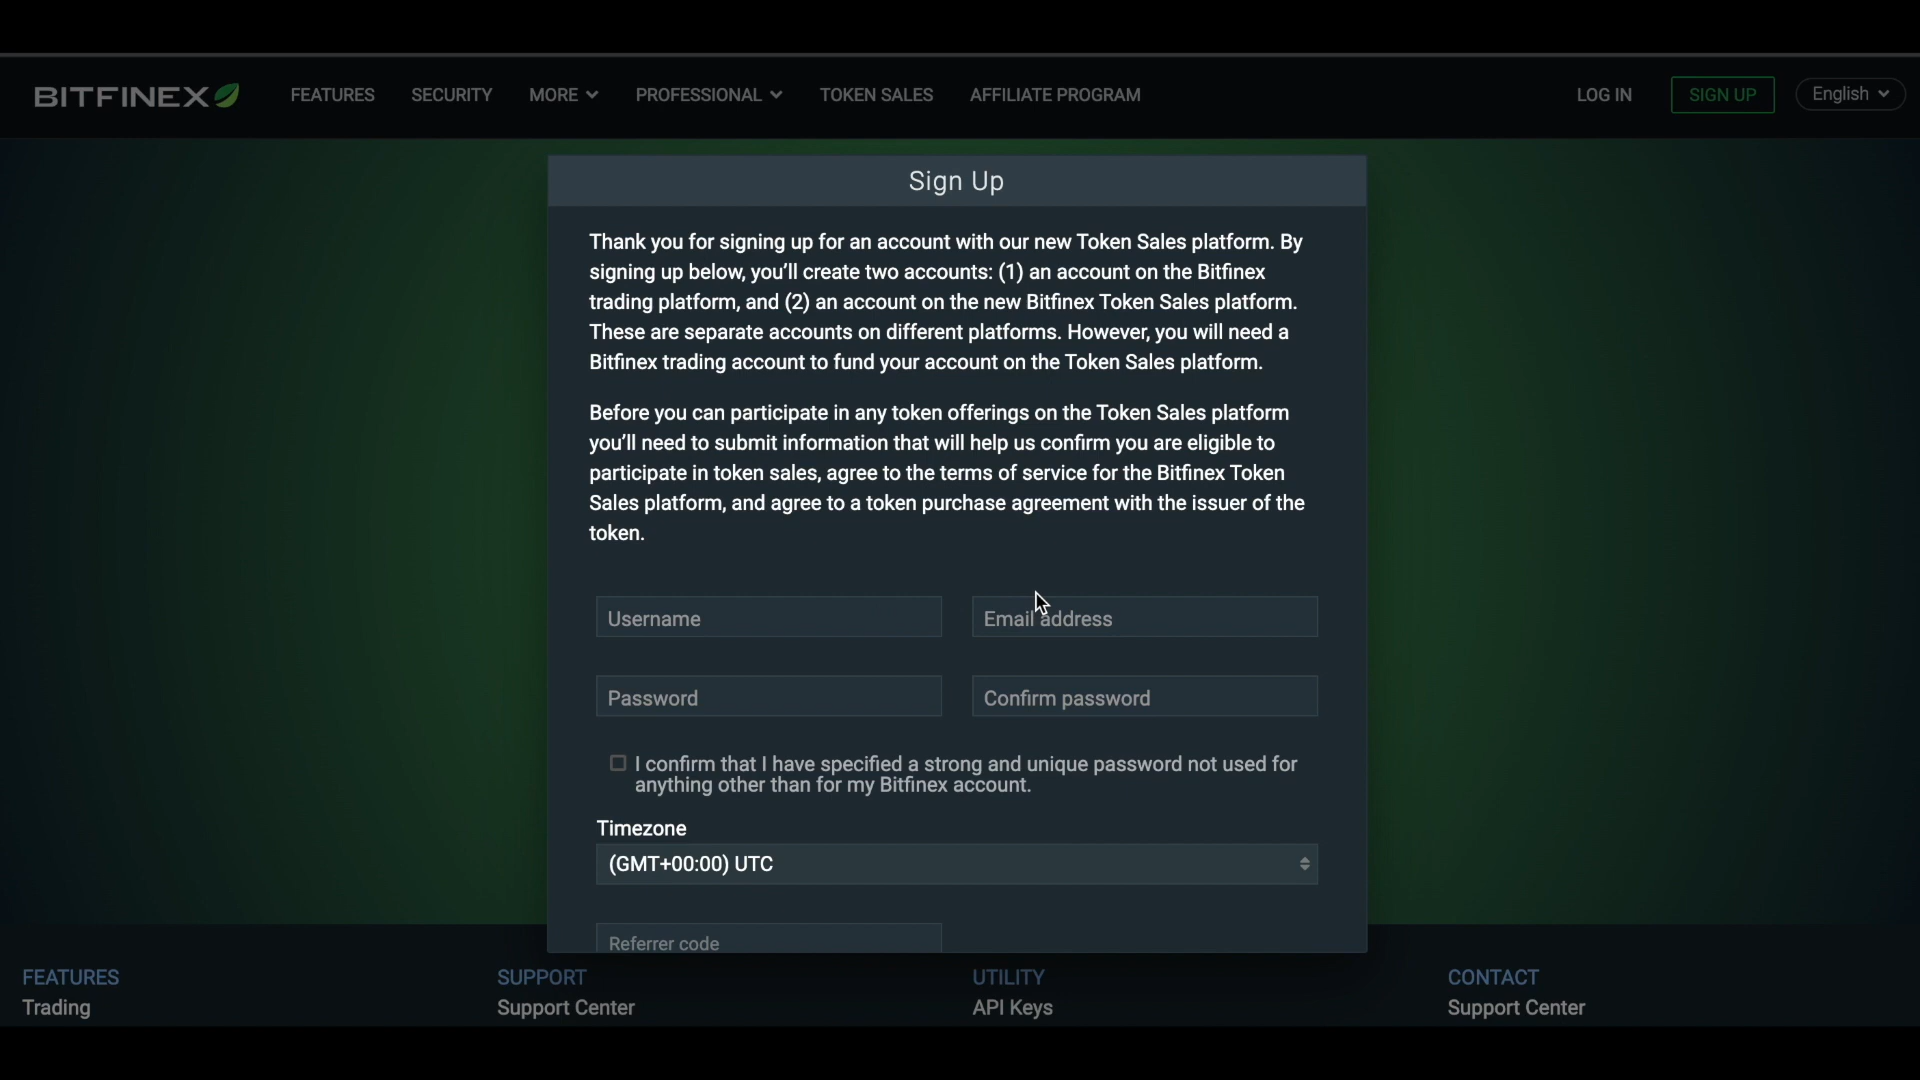 BITFINEX
FEATURES SECURITY MORE PROFESSIONAL TOKEN SALES AFFILIATE PROGRAM LOG IN SIGN UP English
Sign Up
Thank you for signing up for an account with our new Token Sales platform. By
signing up below, you'll create two accounts: (1) an account on the Bitfinex
trading platform, and (2) an account on the new Bitfinex Token Sales platform.
These are separate accounts on different platforms. However, you will need a
Bitfinex trading account to fund your account on the Token Sales platform.
Before you can participate in any token offerings on the Token Sales platform
you'll need to submit information that will help us confirm you are eligible to
participate in token sales, agree to the terms of service for the Bitfinex Token
Sales platform, and agree to a token purchase agreement with the issuer of the
token.
Username Email address
Password Confirm password
I confirm that I have specified a strong and unique password not used for
anything other than for my Bitfinex account.
Timezone
(GMT+00:00) UTC
Referrer code
FEATURES SUPPORT UTILITY CONTACT
Trading Support Center API Keys Support Center